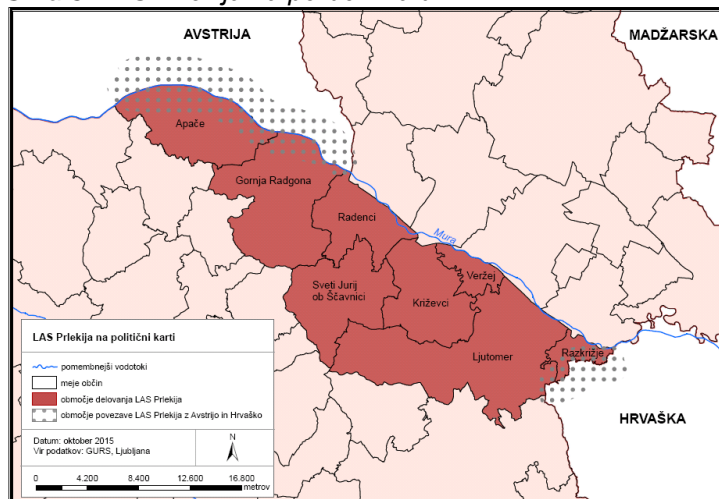 AVSTRIJA
MADŽARSKA
Apače
Gornja Radgona
Radenci
Mura
Veržej
Sveti Jurij
ob Ščavnici
Križevci
Ljutomer
Razkrižje
HRVAŠKA
LAS Prlekija na politični karti
pomembnejši vodotoki
meje občin
območje delovanja LAS Prlekija
območje povezave LAS Prlekija z Avstrijo in Hrvaško
Datum: oktober 2015
Vir podatkov: GURS, Ljubljana
N
0 4.200 8.400 12.600 16.800
metrov